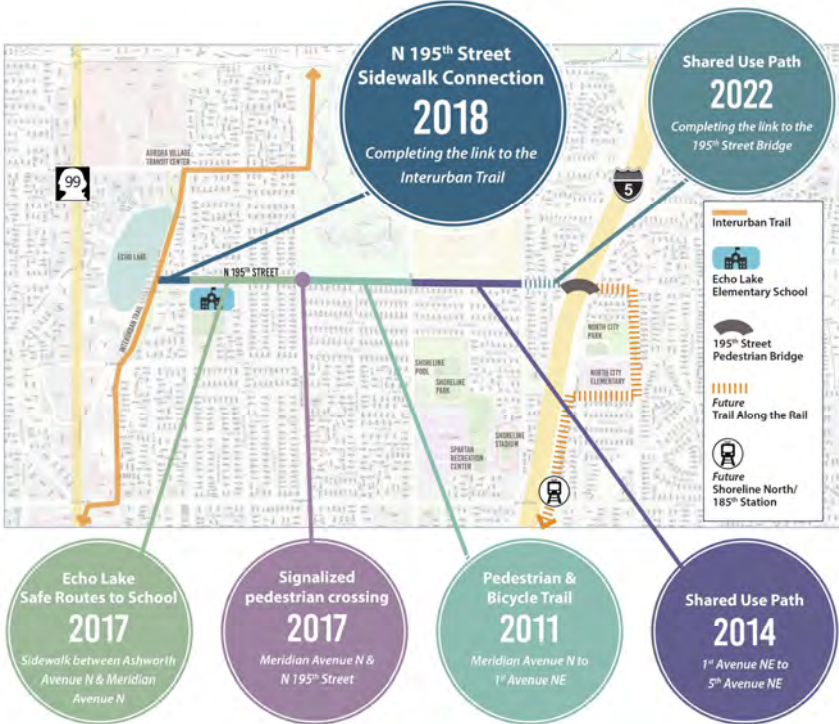 N 195th Street
Sidewalk Connection
2018
Completing the link to the
Interurban Trail
Shared Use Path
2022
Completing the link to the
195th Street Bridge
AURORA VILLAGE
TRANSIT CENTER
99
5
ECHO LAKE
N 195th STREET
INTERURBAN TRAIL
SHORELINE
POOL
SHORELINE
PARK
SPARTAN
RECREATION
CENTER
SHORELINE
STADIUM
NORTH CITY
PARK
NORTH CITY
ELEMENTARY
Interurban Trail
Echo Lake
Elementary School
195th Street
Pedestrian Bridge
Future
Trail Along the Rail
Future
Shoreline North/
185th Station
Echo Lake
Safe Routes to School
2017
Sidewalk between Ashworth
Avenue N & Meridian
Avenue N
Signalized
pedestrian crossing
2017
Meridian Avenue N &
N 195th Street
Pedestrian &
Bicycle Trail
2011
Meridian Avenue N to
1st Avenue NE
Shared Use Path
2014
1st Avenue NE to
5th Avenue NE